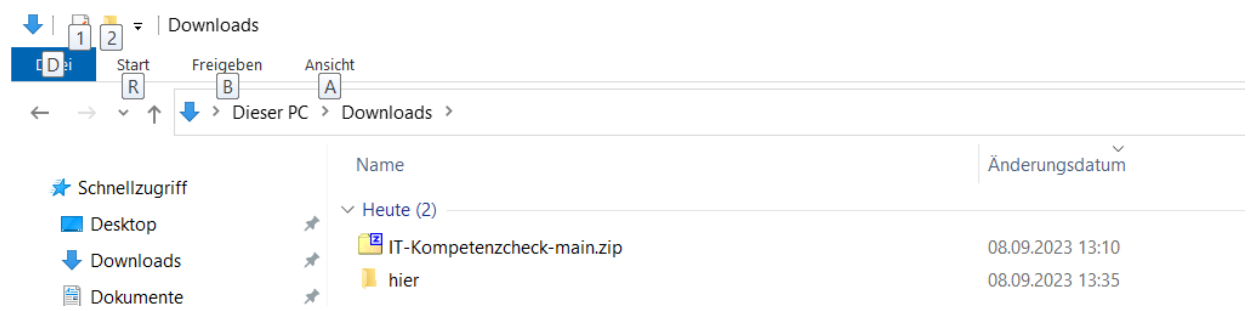 Downloads
1 2
D Start Freigeben Ansicht
R B A
Dieser PC Downloads
Name Änderungsdatum
Schnellzugriff
Heute (2)
Desktop
IT-Kompetenzcheck-main.zip 08.09.2023 13:10
Downloads
hier 08.09.2023 13:35
Dokumente